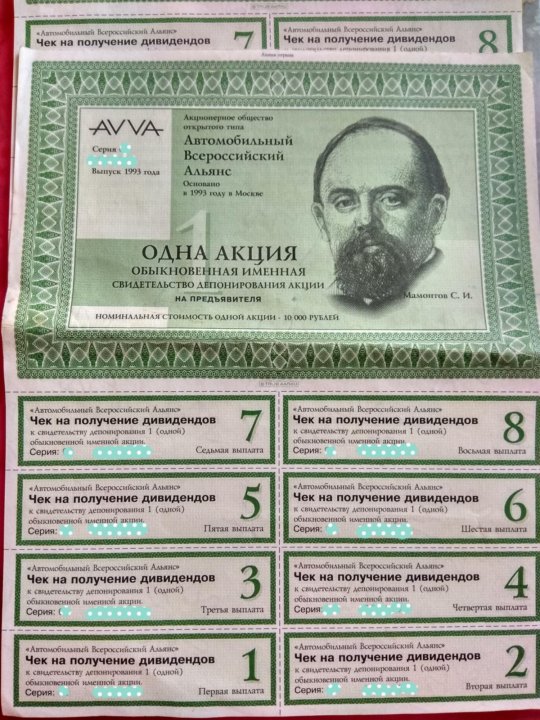 «Автомобильный Всероссийский Альянс»
Чек на получение дивидендов
к свидетельству депонирования 1 (одной)
7
«Автомобильный Всероссийский Альянс»
Чек на получение дивидендов
к свидетельству депонирования 1 (одной)
8
AVVA
Серия
Выпуск 1993 года
Акционерное общество
открытого типа
Автомобильный
Всероссийский
Альянс
Основано
в 1993 году в Москве
1
ОДНА АКЦИЯ
ОБЫКНОВЕННАЯ ИМЕННАЯ
СВИДЕТЕЛЬСТВО ДЕПОНИРОВАНИЯ АКЦИИ
НА ПРЕДЪЯВИТЕЛЯ
Мамонтов С. И.
НОМИНАЛЬНАЯ СТОИМОСТЬ ОДНОЙ АКЦИИ - 10 000 РУБЛЕЙ
«Автомобильный Всероссийский Альянс»
Чек на получение дивидендов
к свидетельству депонирования 1 (одной)
обыкновенной именной акции.
Серия:
7
Седьмая выплата
«Автомобильный Всероссийский Альянс»
Чек на получение дивидендов
к свидетельству депонирования 1 (одной)
обыкновенной именной акции.
Серия:
8
Восьмая выплата
«Автомобильный Всероссийский Альянс»
Чек на получение дивидендов
к свидетельству депонирования 1 (одной)
обыкновенной именной акции.
Серия:
5
Пятая выплата
«Автомобильный Всероссийский Альянс»
Чек на получение дивидендов
к свидетельству депонирования 1 (одной)
обыкновенной именной акции.
Серия:
6
Шестая выплата
«Автомобильный Всероссийский Альянс»
Чек на получение дивидендов
к свидетельству депонирования 1 (одной)
обыкновенной именной акции.
Серия:
3
Третья выплата
«Автомобильный Всероссийский Альянс»
Чек на получение дивидендов
к свидетельству депонирования 1 (одной)
обыкновенной именной акции.
Серия:
4
Четвертая выплата
«Автомобильный Всероссийский Альянс»
Чек на получение дивидендов
к свидетельству депонирования 1 (одной)
обыкновенной именной акции.
Серия:
1
Первая выплата
«Автомобильный Всероссийский Альянс»
Чек на получение дивидендов
к свидетельству депонирования 1 (одной)
обыкновенной именной акции.
Серия:
2
Вторая выплата